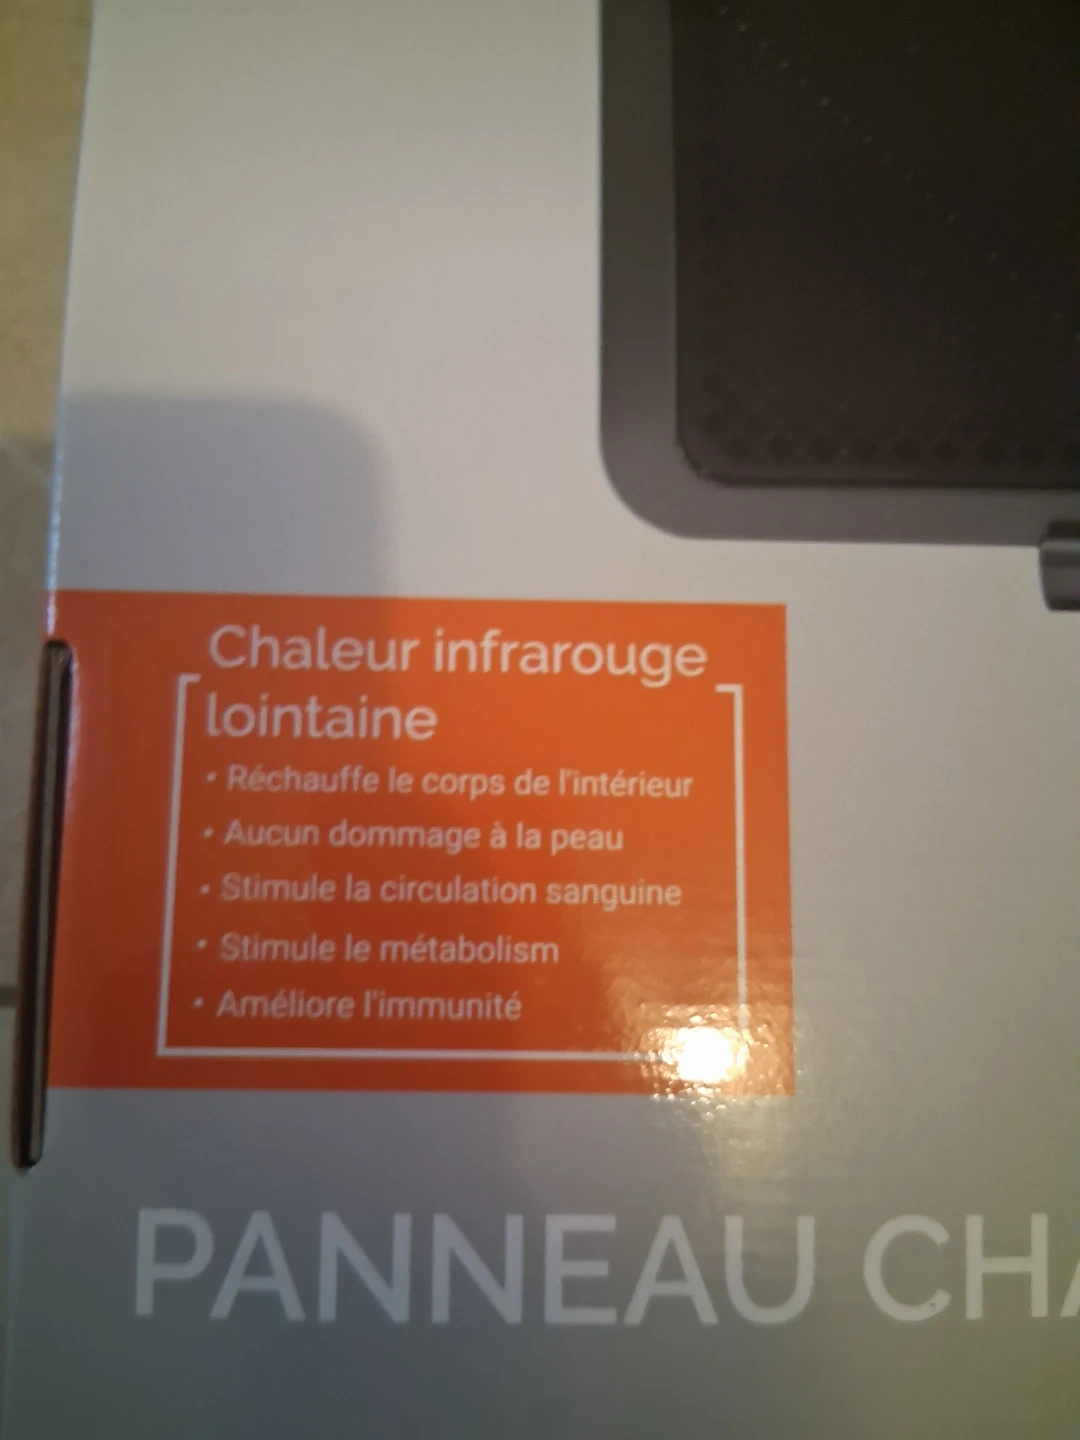 Chaleur infrarouge
lointaine
• Réchauffe le corps de l'intérieur
• Aucun dommage à la peau
• Stimule la circulation sanguine
• Stimule le métabolism
• Améliore l'immunité
PANNEAU